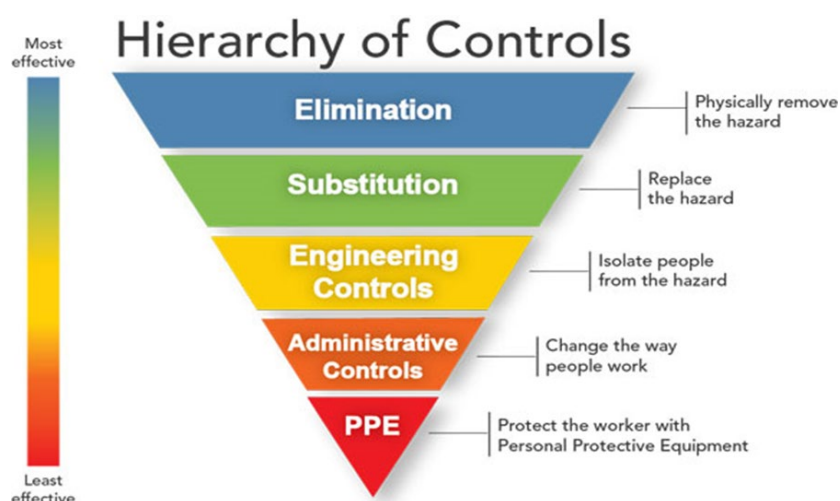 Hierarchy of Controls
Most
effective
Elimination
Physically remove
the hazard
Substitution
Replace
the hazard
Engineering
Controls
Isolate people
from the hazard
Administrative
Controls
Change the way
people work
PPE
Protect the worker with
Personal Protective Equipment
Least
effective